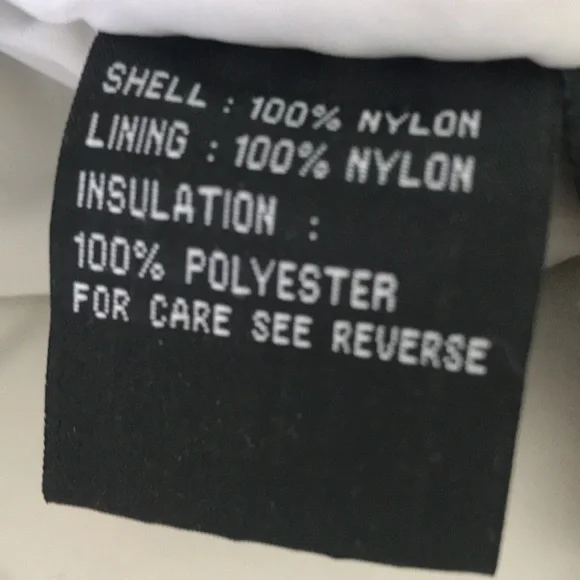 SHELL : 100% NYLON
LINING : 100% NYLON
INSULATION :
100% POLYESTER
FOR CARE SEE REVERSE